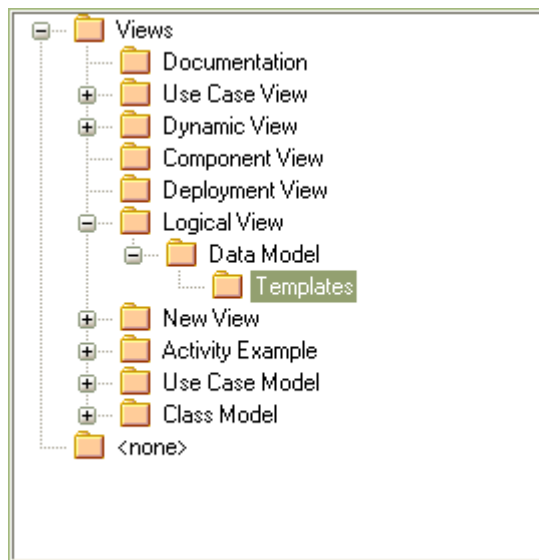 Views
Documentation
Use Case View
Dynamic View
Component View
Deployment View
Logical View
Data Model
Templates
New View
Activity Example
Use Case Model
Class Model
<none>